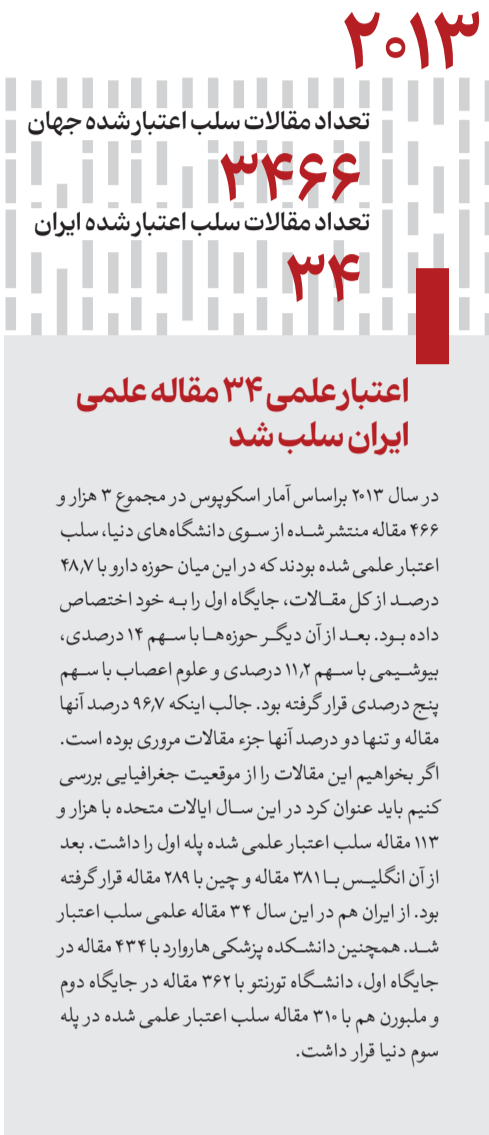 ۲۰۱۳
تعداد مقالات سلب اعتبار شده جهان
۳۴۶۶
تعداد مقالات سلب اعتبار شده ایران
۳۴
اعتبار علمی ۳۴ مقاله علمی
ایران سلب شد
در سال ۲۰۱۳ براساس آمار اسکوپوس در مجموع ۳ هزار و
۴۶۶ مقاله منتشر شده از سوی دانشگاه‌های دنیا، سلب
اعتبار علمی شده بودند که در این میان حوزه دارو با ۴۸٫۷
درصد از کل مقالات، جایگاه اول را به خود اختصاص
داده بود. بعد از آن دیگر حوزه‌ها با سهم ۱۴ درصدی،
بیوشیمی با سهم ۱۱٫۲ درصدی و علوم اعصاب با سهم
پنج درصدی قرار گرفته بود. جالب اینکه ۹۶٫۷ درصد آنها
مقاله و تنها دو درصد آنها جزء مقالات مروری بوده است.
اگر بخواهیم این مقالات را از موقعیت جغرافیایی بررسی
کنیم باید عنوان کرد در این سال ایالات متحده با هزار و
۱۱۳ مقاله سلب اعتبار علمی شده پله اول را داشت. بعد
از آن انگلیس با ۳۸۱ مقاله و چین با ۲۸۹ مقاله قرار گرفته
بود. از ایران هم در این سال ۳۴ مقاله علمی سلب اعتبار
شد. همچنین دانشکده پزشکی هاروارد با ۴۳۴ مقاله در
جایگاه اول، دانشگاه تورنتو با ۳۶۲ مقاله در جایگاه دوم
و ملبورن هم با ۳۱۰ مقاله سلب اعتبار علمی شده در پله
سوم دنیا قرار داشت.